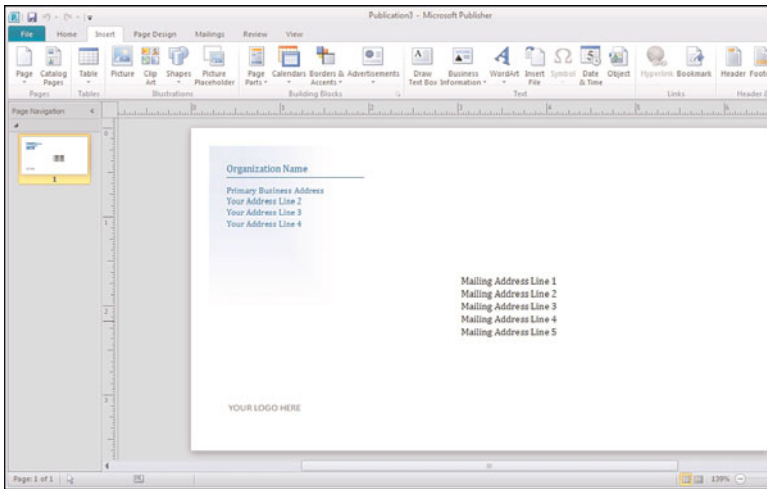 Publication3 - Microsoft Publisher
File Home Insert Page Design Mailings Review View
Page Catalog Pages Table Picture Clip Art Shapes Picture Placeholder Page Parts Calendars Borders & Accents Advertisements Draw Text Box Business Information WordArt Insert File Symbol Date & Time Object Hyperlink Bookmark Header Foote
Pages Tables Illustrations Building Blocks Text Links Header &
Page Navigation
1
Organization Name
Primary Business Address
Your Address Line 2
Your Address Line 3
Your Address Line 4
Mailing Address Line 1
Mailing Address Line 2
Mailing Address Line 3
Mailing Address Line 4
Mailing Address Line 5
YOUR LOGO HERE
Page: 1 of 1 139%